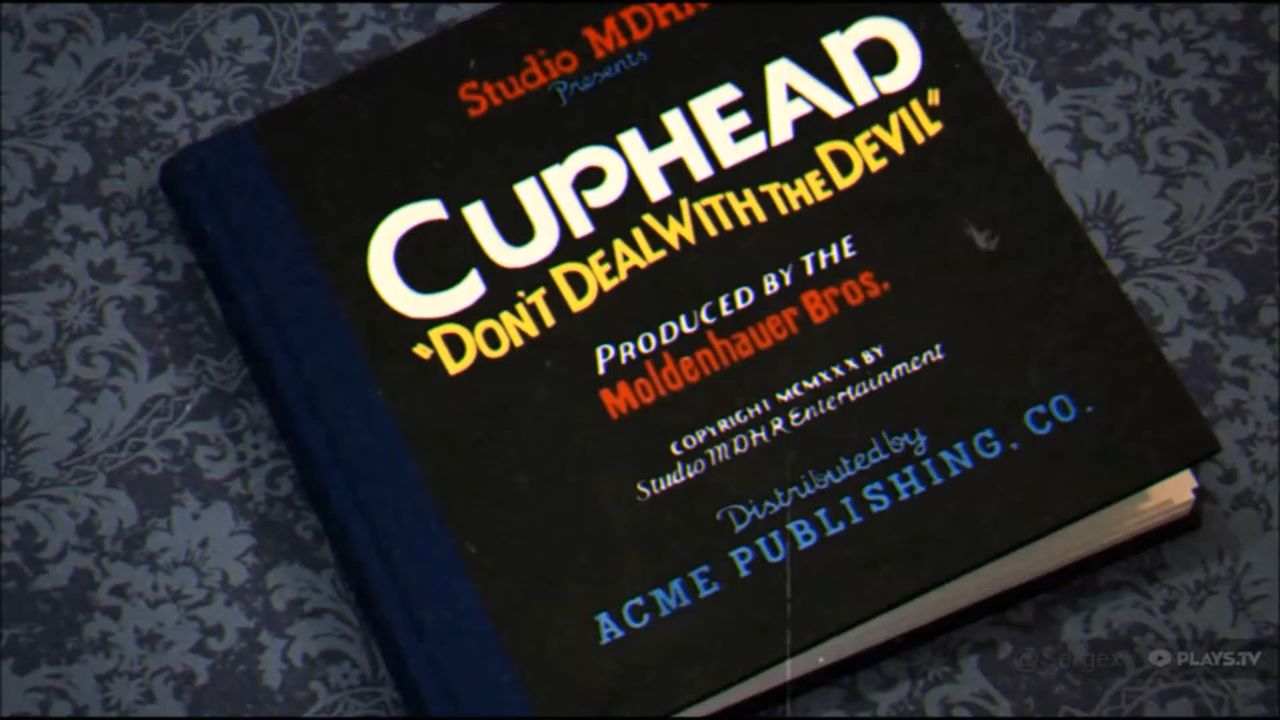 Studio MDHR
Presents
CUPHEAD
"DON'T DEAL WITH THE DEVIL"
PRODUCED BY THE
Moldenhauer Bros.
COPYRIGHT MCMXXX BY
Studio MDHR Entertainment
Distributed by
ACME PUBLISHING. CO.
@Sergex PLAYS.TV